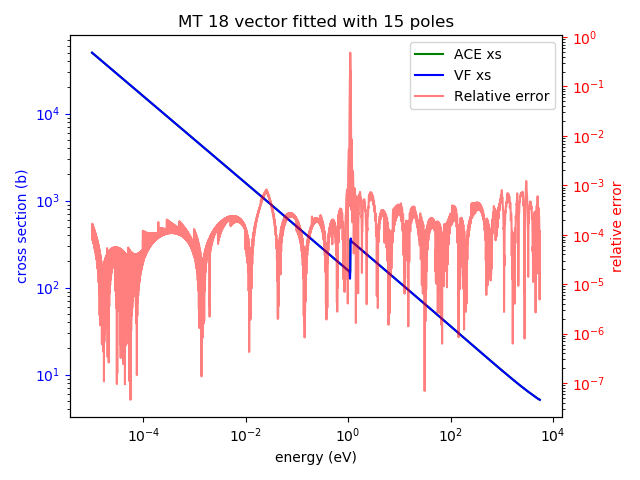 MT 18 vector fitted with 15 poles
ACE xs
VF xs
Relative error
cross section (b)
10^4
10^3
10^2
10^1
10^0
10^-1
10^-2
10^-3
10^-4
10^-5
10^-6
10^-7
relative error
10^-4
10^-2
10^0
10^2
10^4
energy (eV)